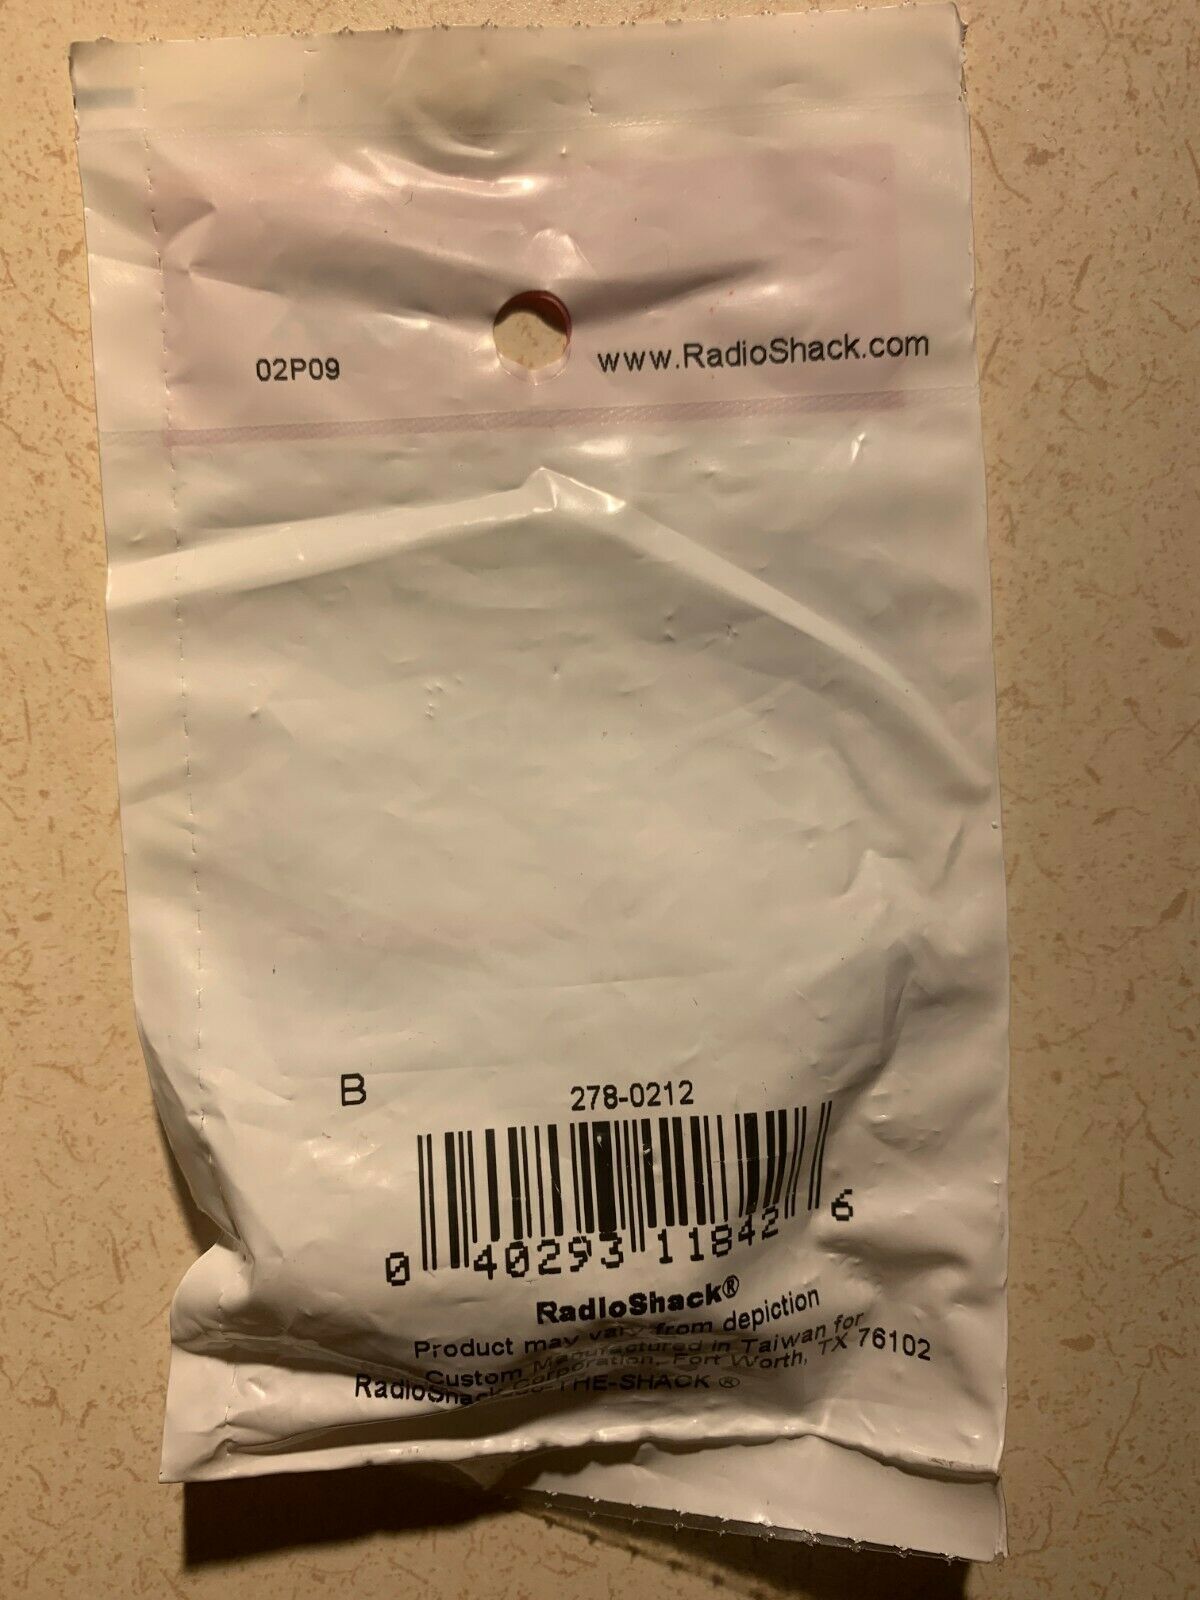 02P09
www.RadioShack.com
B
278-0212
0 40293 11842 6
RadioShack®
Product may vary from depiction
Custom Manufactured in Taiwan for
RadioShack Corporation, Fort Worth, TX 76102
THE-SHACK ®